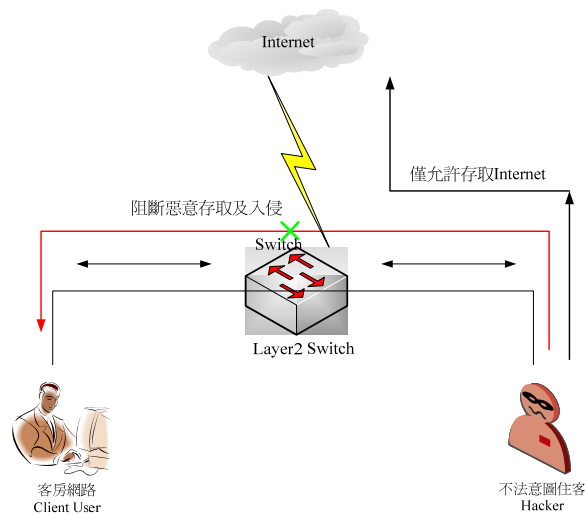 Internet
僅允許存取Internet
阻斷惡意存取及入侵
Switch
Layer2 Switch
客房網路
Client User
不法意圖住客
Hacker